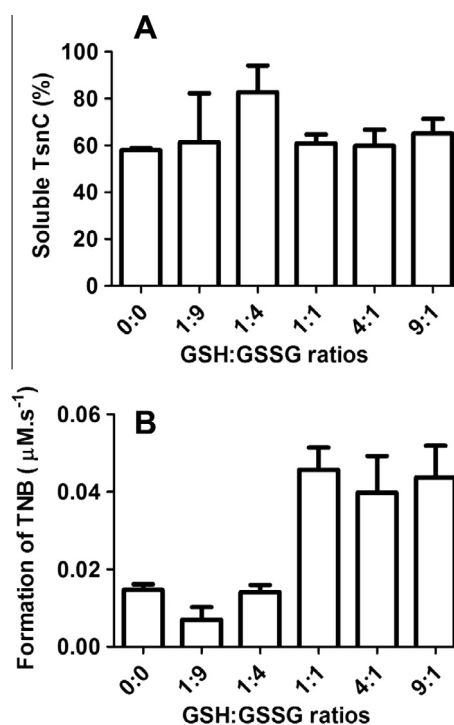 A
Soluble TsnC (%)
100
80
60
40
20
0
0:0 1:9 1:4 1:1 4:1 9:1
GSH:GSSG ratios
B
Formation of TNB ( µM.s⁻¹)
0.06
0.04
0.02
0.00
0:0 1:9 1:4 1:1 4:1 9:1
GSH:GSSG ratios